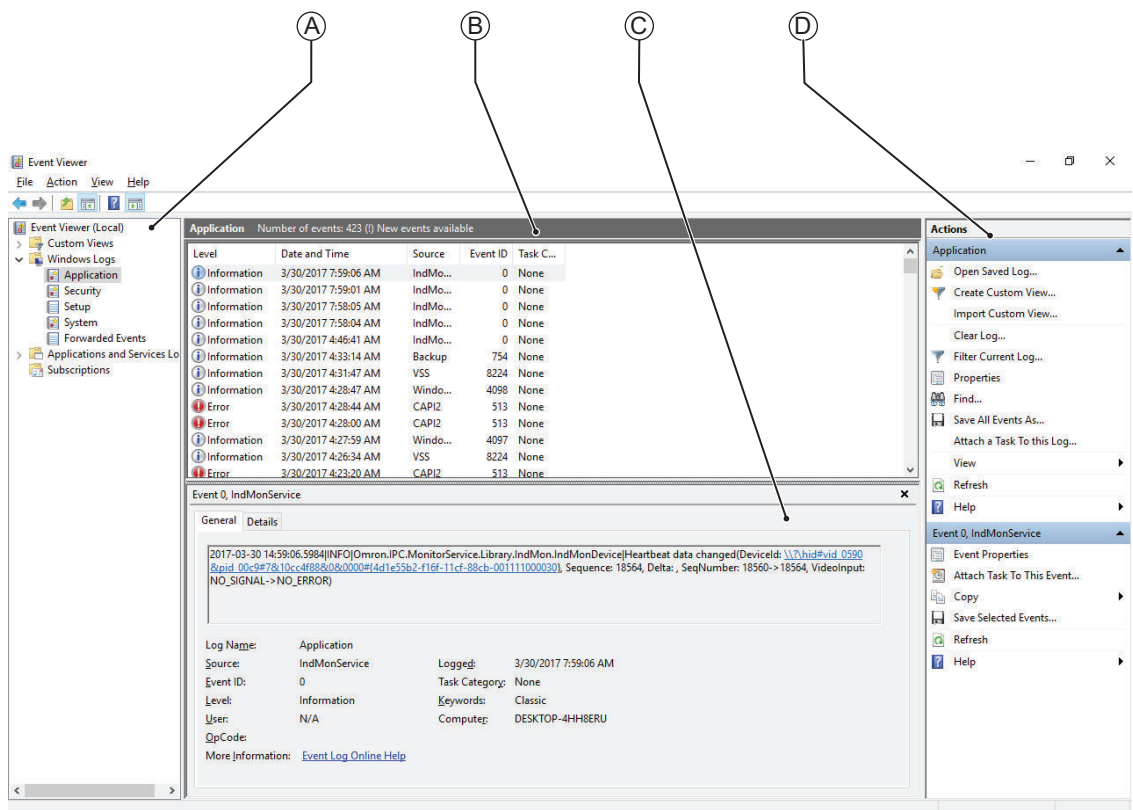 A B C D
Event Viewer
File Action View Help
Event Viewer (Local)
Custom Views
Windows Logs
Application
Security
Setup
System
Forwarded Events
Applications and Services Lo
Subscriptions
Application Number of events: 423 (!) New events available
Level Date and Time Source Event ID Task C...
Information 3/30/2017 7:59:06 AM IndMo... 0 None
Information 3/30/2017 7:59:01 AM IndMo... 0 None
Information 3/30/2017 7:58:05 AM IndMo... 0 None
Information 3/30/2017 7:58:04 AM IndMo... 0 None
Information 3/30/2017 4:46:41 AM IndMo... 0 None
Information 3/30/2017 4:33:14 AM Backup 754 None
Information 3/30/2017 4:31:47 AM VSS 8224 None
Information 3/30/2017 4:28:47 AM Windo... 4098 None
Error 3/30/2017 4:28:44 AM CAPI2 513 None
Error 3/30/2017 4:28:00 AM CAPI2 513 None
Information 3/30/2017 4:27:59 AM Windo... 4097 None
Information 3/30/2017 4:26:34 AM VSS 8224 None
Error 3/30/2017 4:23:20 AM CAPI2 513 None
Event 0, IndMonService
General Details
2017-03-30 14:59:06.5984|INFO|Omron.IPC.MonitorService.Library.IndMon.IndMonDevice|Heartbeat data changed(DeviceId: \\?\hid#vid_0590
&pid_00c9#7&10cc4f88&0&0000#{4d1e55b2-f16f-11cf-88cb-001111000030}, Sequence: 18564, Delta: , SeqNumber: 18560->18564, VideoInput:
NO_SIGNAL->NO_ERROR)
Log Name: Application
Source: IndMonService Logged: 3/30/2017 7:59:06 AM
Event ID: 0 Task Category: None
Level: Information Keywords: Classic
User: N/A Computer: DESKTOP-4HH8ERU
OpCode:
More Information: Event Log Online Help
Actions
Application
Open Saved Log...
Create Custom View...
Import Custom View...
Clear Log...
Filter Current Log...
Properties
Find...
Save All Events As...
Attach a Task To this Log...
View
Refresh
Help
Event 0, IndMonService
Event Properties
Attach Task To This Event...
Copy
Save Selected Events...
Refresh
Help